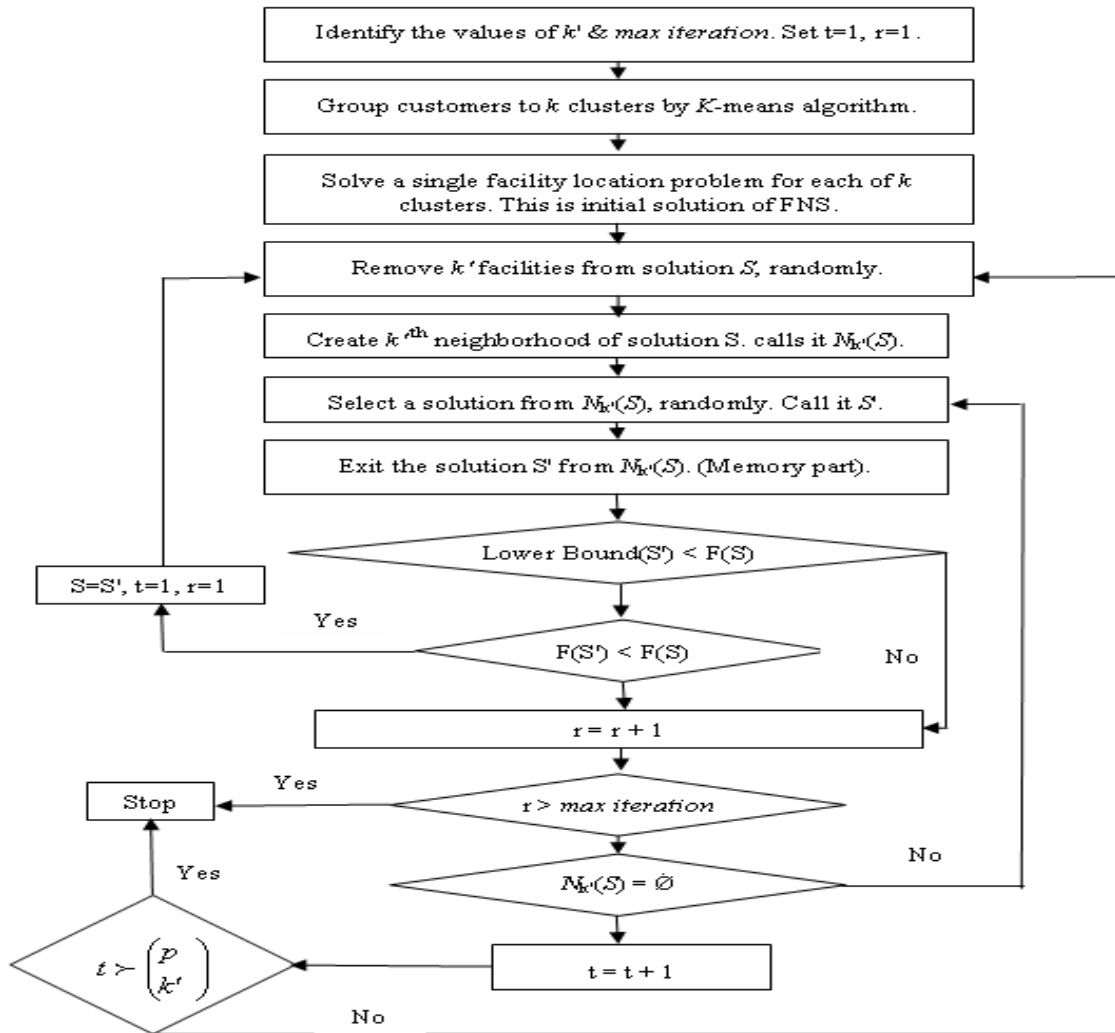 Identify the values of k' & max iteration. Set t=1, r=1.
Group customers to k clusters by K-means algorithm.
Solve a single facility location problem for each of k
clusters. This is initial solution of FNS.
Remove k' facilities from solution S, randomly.
Create k'th neighborhood of solution S. calls it Nk'(S).
Select a solution from Nk'(S), randomly. Call it S'.
Exit the solution S' from Nk'(S). (Memory part).
Lower Bound(S') < F(S)
S=S', t=1, r=1
Yes
F(S') < F(S)
No
r = r + 1
Yes
Stop
r > max iteration
No
Yes
Nk'(S) = Ø
t ≻ (p k')
t = t + 1
No